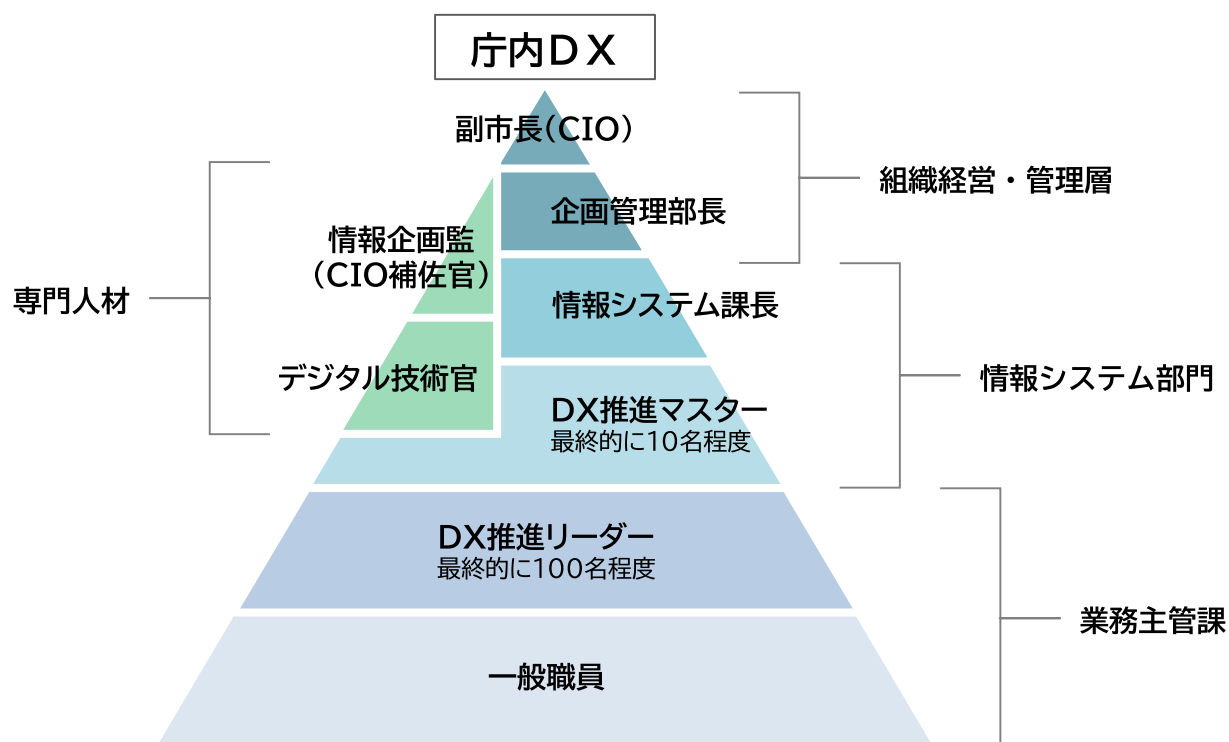 庁内DX
副市長(CIO)
組織経営・管理層
企画管理部長
情報企画監
(CIO補佐官)
専門人材
情報システム課長
デジタル技術官
情報システム部門
DX推進マスター
最終的に10名程度
DX推進リーダー
最終的に100名程度
業務主管課
一般職員